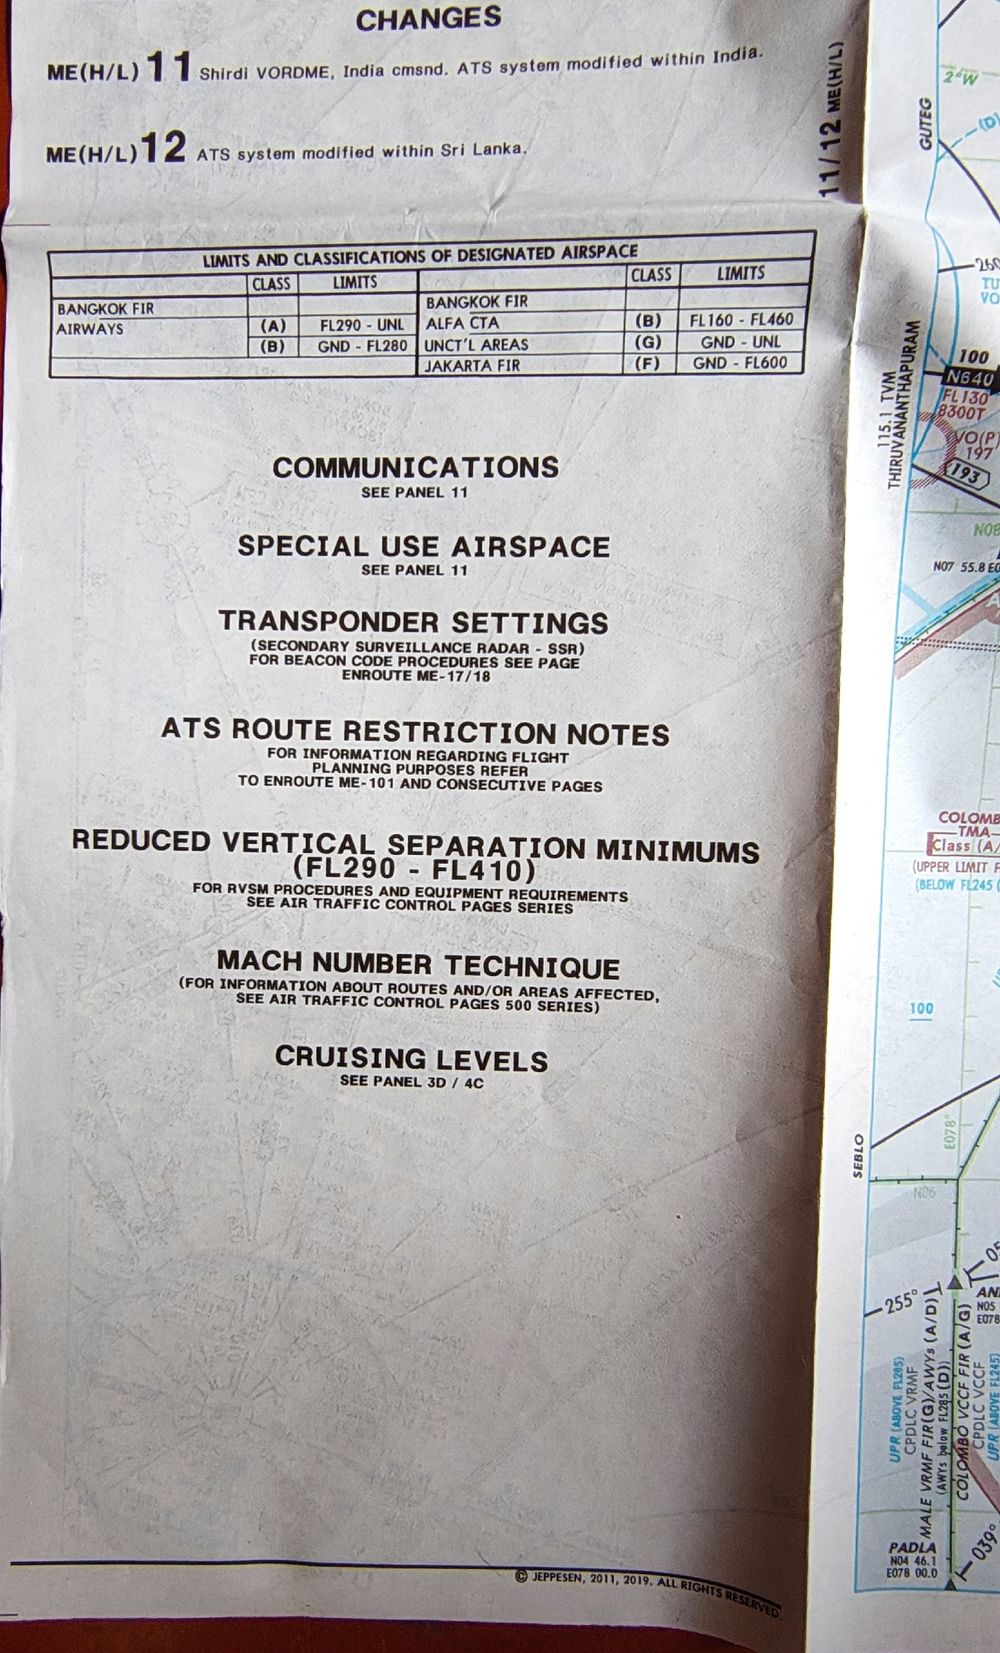 CHANGES
ME(H/L) 11 Shirdi VORDME, India cmsnd. ATS system modified within India.
ME(H/L) 12 ATS system modified within Sri Lanka.
11/12 ME(H/L)
LIMITS AND CLASSIFICATIONS OF DESIGNATED AIRSPACE
CLASS LIMITS CLASS LIMITS
BANGKOK FIR BANGKOK FIR
AIRWAYS (A) FL290 - UNL ALFA CTA (B) FL160 - FL460
(B) GND - FL280 UNCT'L AREAS (G) GND - UNL
JAKARTA FIR (F) GND - FL600
COMMUNICATIONS
SEE PANEL 11
SPECIAL USE AIRSPACE
SEE PANEL 11
TRANSPONDER SETTINGS
(SECONDARY SURVEILLANCE RADAR - SSR)
FOR BEACON CODE PROCEDURES SEE PAGE
ENROUTE ME-17/18
ATS ROUTE RESTRICTION NOTES
FOR INFORMATION REGARDING FLIGHT
PLANNING PURPOSES REFER
TO ENROUTE ME-101 AND CONSECUTIVE PAGES
REDUCED VERTICAL SEPARATION MINIMUMS
(FL290 - FL410)
FOR RVSM PROCEDURES AND EQUIPMENT REQUIREMENTS
SEE AIR TRAFFIC CONTROL PAGES SERIES
MACH NUMBER TECHNIQUE
(FOR INFORMATION ABOUT ROUTES AND/OR AREAS AFFECTED,
SEE AIR TRAFFIC CONTROL PAGES 500 SERIES)
CRUISING LEVELS
SEE PANEL 3D / 4C
© JEPPESEN, 2011, 2019. ALL RIGHTS RESERVED
2°W
(D)
GUTEG
260
TU
VO
115.1 TVM
THIRUVANANTHAPURAM
100
N640
FL130
8300T
VO(P)
197
193
N08
N07 55.8 E0
COLOMB
TMA
Class (A/
(UPPER LIMIT F
(BELOW FL245 (
100
E078°
SEBLO
N06
255°
05
AN
N05
E078
UPR (ABOVE FL285)
CPDLC VRMF
MALE VRMF FIR(G)/AWYs (A/D)
(AWYs below FL285 (D))
COLOMBO VCCF FIR (A/G)
CPDLC VCCF
UPR (ABOVE FL245)
PADLA
N04 46.1
E078 00.0
039°